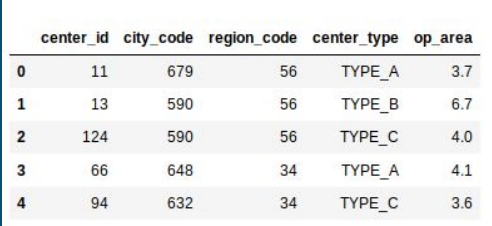 center_id city_code region_code center_type op_area
0 11 679 56 TYPE_A 3.7
1 13 590 56 TYPE_B 6.7
2 124 590 56 TYPE_C 4.0
3 66 648 34 TYPE_A 4.1
4 94 632 34 TYPE_C 3.6